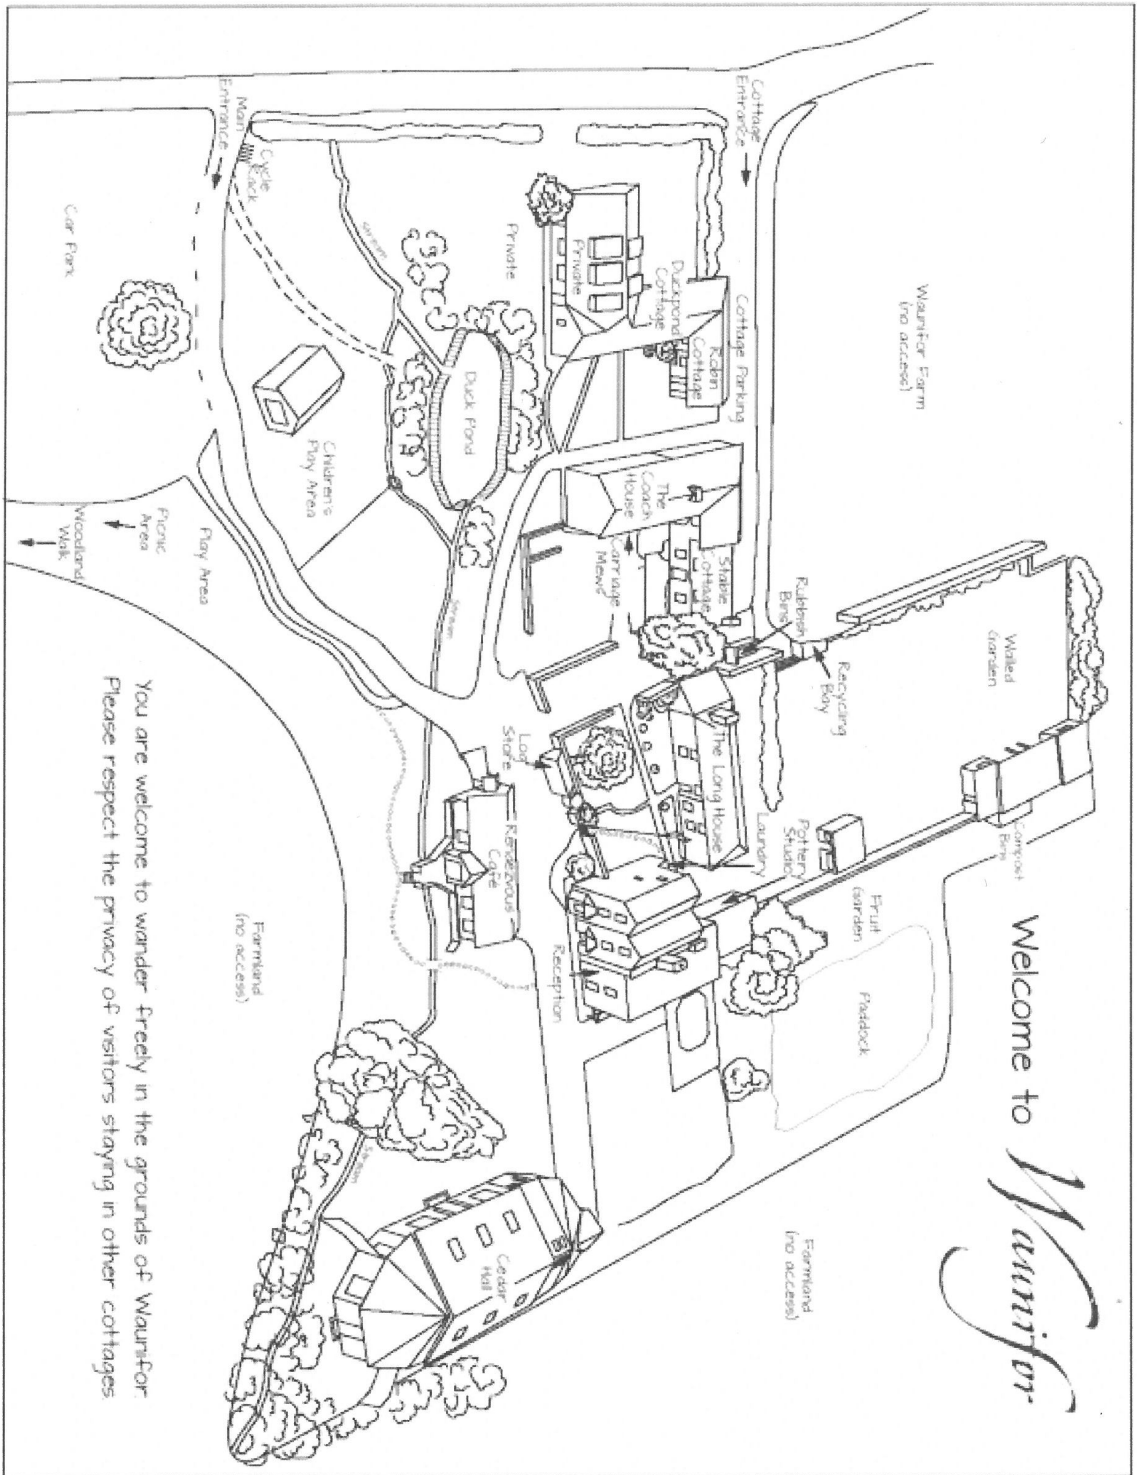 Welcome to Waunifor
Waunifor Farm
(no access)
Walled
Garden
Compost
Bins
Fruit
Garden
Paddock
Farmland
(no access)
Cottage
Entrance
Cottage Parking
Rubbish
Bins
Recycling
Bay
Pottery
Studio
Laundry
Robin
Cottage
Duckpond
Cottage
Private
Private
The
Coach
House
Stable
Cottage
Carriage
Mews
The Long House
Log
Store
Reception
Rendezvous
Café
Cedar
Hall
Duck Pond
stream
Stream
Stream
Main
Entrance
Cycle
Rack
Children's
Play Area
Car Park
Play Area
Picnic
Area
Woodland
Walk
Farmland
(no access)
You are welcome to wander freely in the grounds of Waunifor.
Please respect the privacy of visitors staying in other cottages.